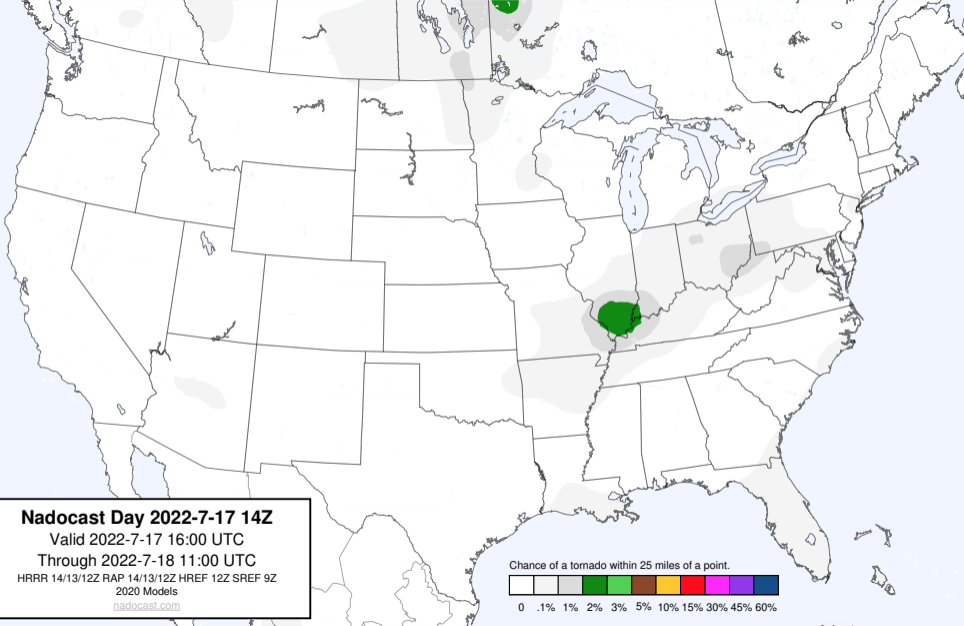 Nadocast Day 2022-7-17 14Z
Valid 2022-7-17 16:00 UTC
Through 2022-7-18 11:00 UTC
HRRR 14/13/12Z RAP 14/13/12Z HREF 12Z SREF 9Z
2020 Models
nadocast.com
Chance of a tornado within 25 miles of a point.
0 .1% 1% 2% 3% 5% 10% 15% 30% 45% 60%